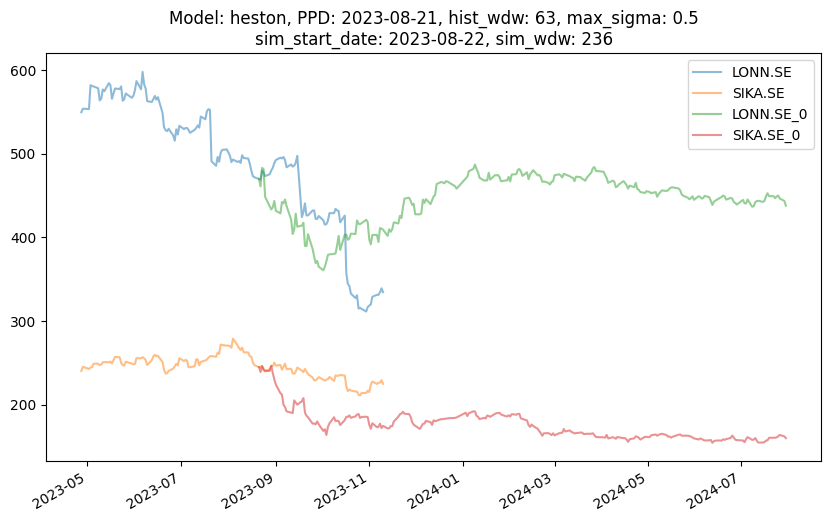 Model: heston, PPD: 2023-08-21, hist_wdw: 63, max_sigma: 0.5
sim_start_date: 2023-08-22, sim_wdw: 236
LONN.SE
SIKA.SE
LONN.SE_0
SIKA.SE_0
600
500
400
300
200
2023-05
2023-07
2023-09
2023-11
2024-01
2024-03
2024-05
2024-07